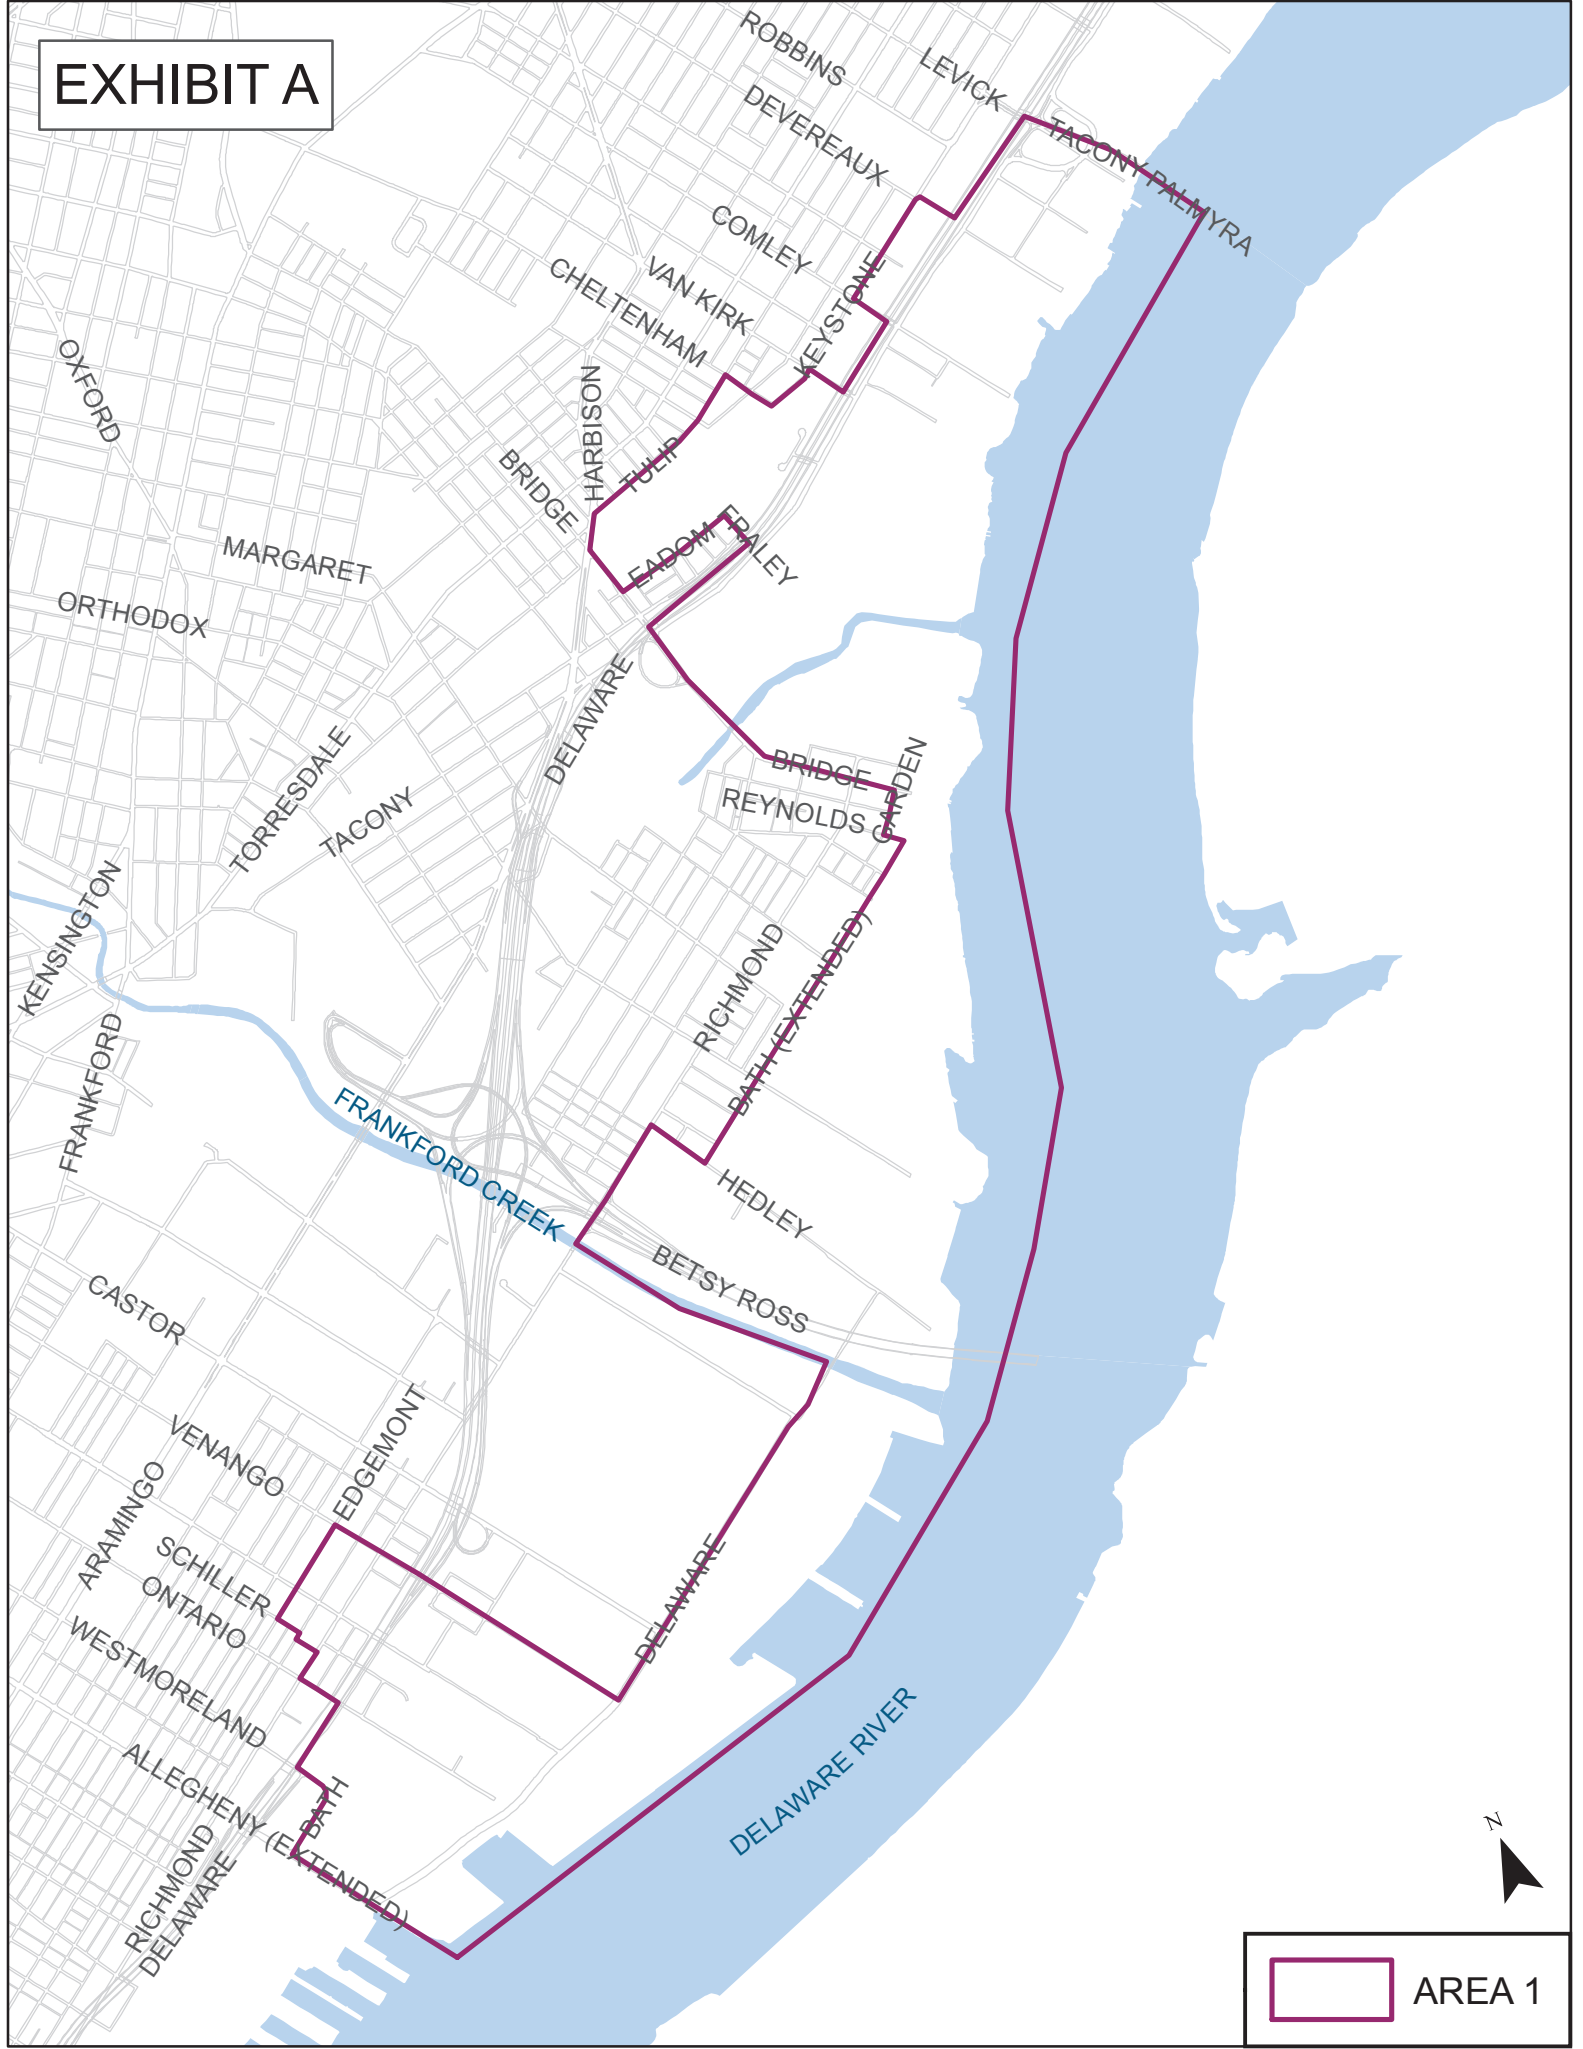 EXHIBIT A
ROBBINS
LEVICK
DEVEREAUX
TACONY PALMYRA
COMLEY
VAN KIRK
CHELTENHAM
KEYSTONE
OXFORD
HARBISON
TULIP
BRIDGE
EADOM
FRALEY
MARGARET
ORTHODOX
DELAWARE
TORRESDALE
TACONY
BRIDGE
REYNOLDS
GARDEN
KENSINGTON
RICHMOND
BATH (EXTENDED)
FRANKFORD
FRANKFORD CREEK
HEDLEY
BETSY ROSS
CASTOR
VENANGO
EDGEMONT
ARAMINGO
SCHILLER
ONTARIO
WESTMORELAND
DELAWARE
ALLEGHENY (EXTENDED)
BATH
RICHMOND
DELAWARE
DELAWARE RIVER
N
AREA 1